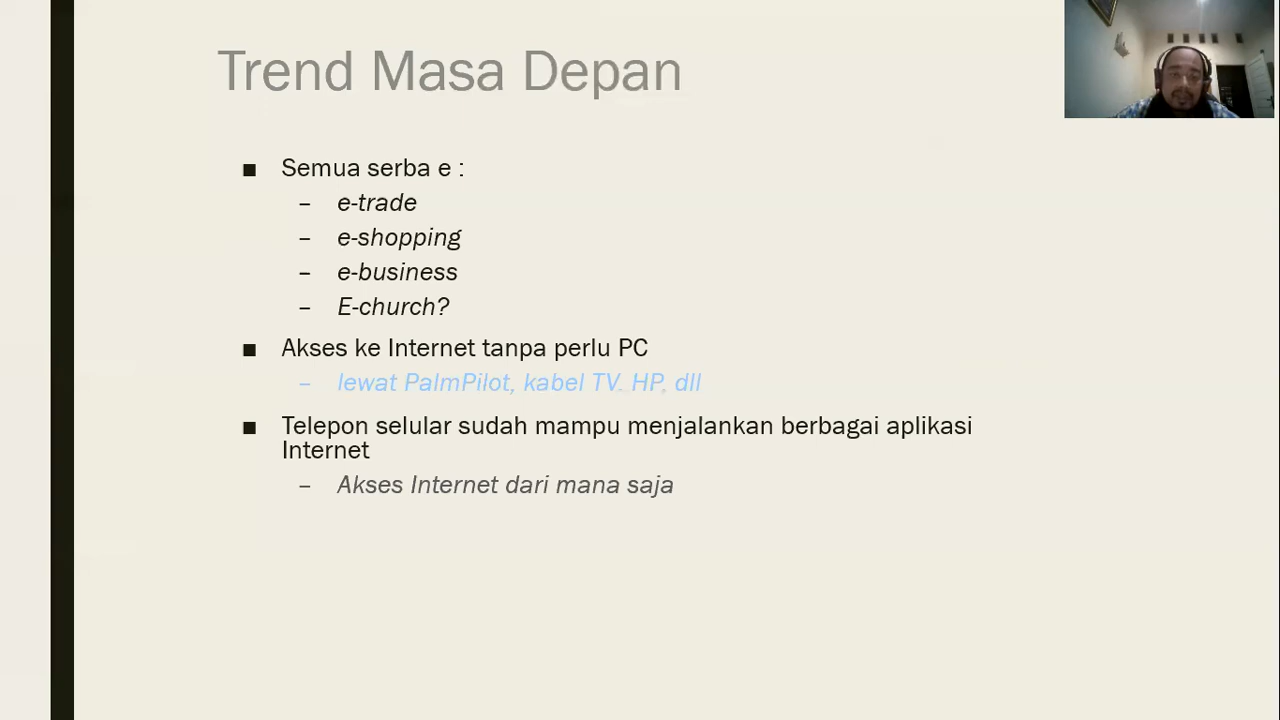 Trend Masa Depan
■ Semua serba e :
– e-trade
– e-shopping
– e-business
– E-church?
■ Akses ke Internet tanpa perlu PC
– lewat PalmPilot, kabel TV. HP, dll
■ Telepon selular sudah mampu menjalankan berbagai aplikasi
Internet
– Akses Internet dari mana saja